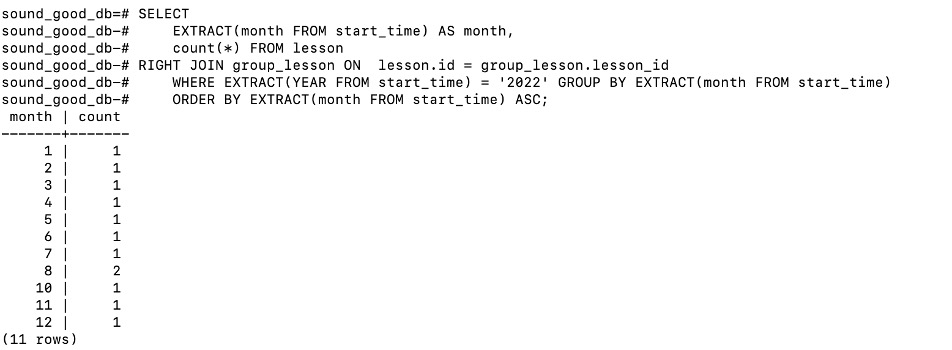 sound_good_db=# SELECT
sound_good_db-#     EXTRACT(month FROM start_time) AS month,
sound_good_db-#     count(*) FROM lesson
sound_good_db-# RIGHT JOIN group_lesson ON  lesson.id = group_lesson.lesson_id
sound_good_db-#     WHERE EXTRACT(YEAR FROM start_time) = '2022' GROUP BY EXTRACT(month FROM start_time)
sound_good_db-#     ORDER BY EXTRACT(month FROM start_time) ASC;
 month | count
-------+-------
     1 |     1
     2 |     1
     3 |     1
     4 |     1
     5 |     1
     6 |     1
     7 |     1
     8 |     2
    10 |     1
    11 |     1
    12 |     1
(11 rows)